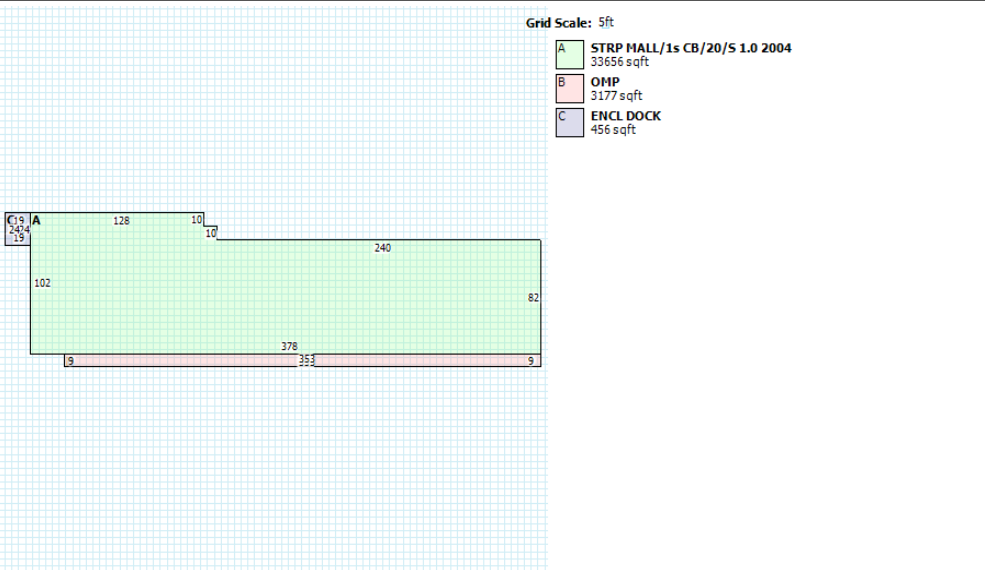 Grid Scale: 5ft
A STRP MALL/1s CB/20/S 1.0 2004
33656 sqft
B OMP
3177 sqft
C ENCL DOCK
456 sqft
C 19 A 128 10
24 24 10
19
240
102
82
378
9 353 9